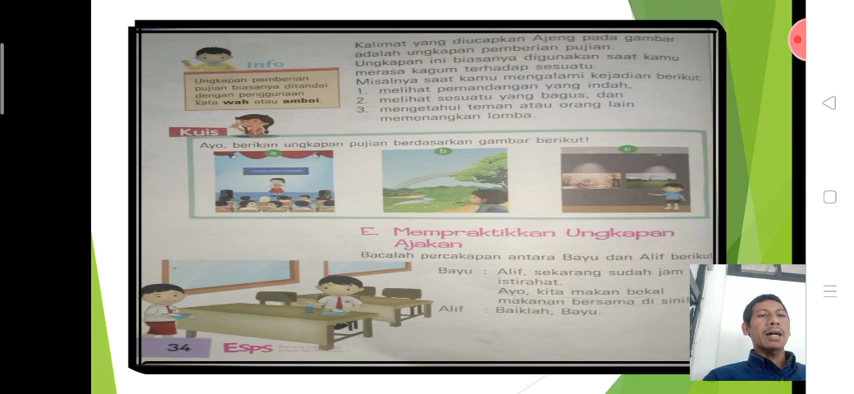 Info
Ungkapan pemberian
pujian biasanya ditandai
dengan penggunaan
kata wah atau amboi.
Kalimat yang diucapkan Ajeng pada gambar
adalah ungkapan pemberian pujian.
Ungkapan ini biasanya digunakan saat kamu
merasa kagum terhadap sesuatu.
Misalnya saat kamu mengalami kejadian berikut:
1. melihat pemandangan yang indah,
2. melihat sesuatu yang bagus, dan
3. mengetahui teman atau orang lain
memenangkan lomba.
Kuis
Ayo, berikan ungkapan pujian berdasarkan gambar berikut!
a
b
c
E. Mempraktikkan Ungkapan
Ajakan
Bacalah percakapan antara Bayu dan Alif beriku
Bayu : Alif, sekarang sudah jam
istirahat.
Ayo, kita makan bekal
makanan bersama di sini!
Alif : Baiklah, Bayu.
34
ESPS